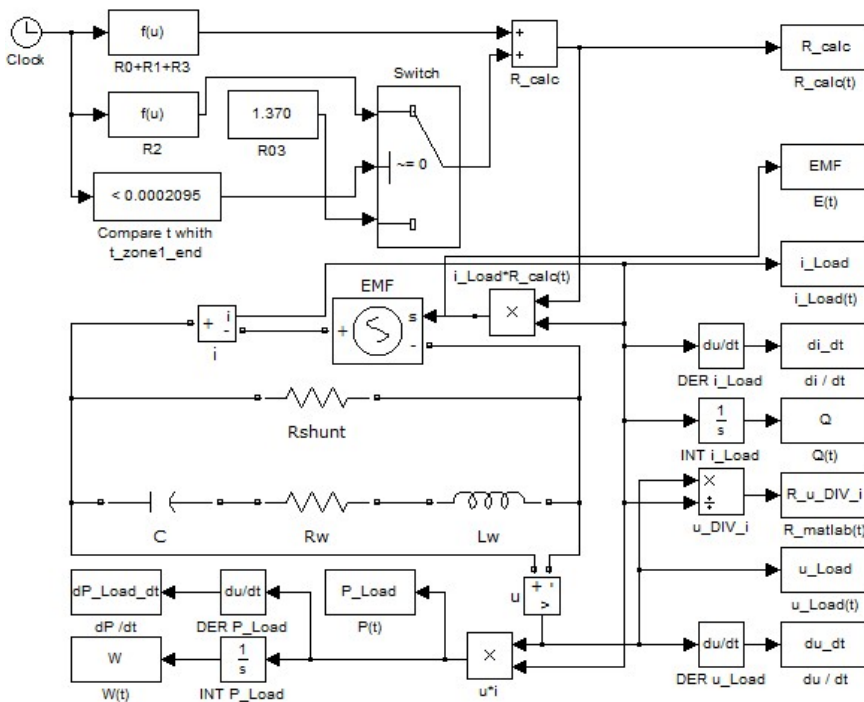 Clock
f(u)
R0+R1+R3
f(u)
R2
1.370
R03
< 0.0002095
Compare t whith
t_zone1_end
Switch
~= 0
+
+
R_calc
R_calc
R_calc(t)
EMF
E(t)
i_Load
i_Load(t)
i_Load*R_calc(t)
×
EMF
+
s
-
+
i
-
i
du/dt
DER i_Load
di_dt
di / dt
Rshunt
1
s
INT i_Load
Q
Q(t)
×
÷
u_DIV_i
R_u_DIV_i
R_matlab(t)
C
Rw
Lw
u
+
-
v
u_Load
u_Load(t)
dP_Load_dt
dP /dt
du/dt
DER P_Load
P_Load
P(t)
W
W(t)
1
s
INT P_Load
×
u*i
du/dt
DER u_Load
du_dt
du / dt